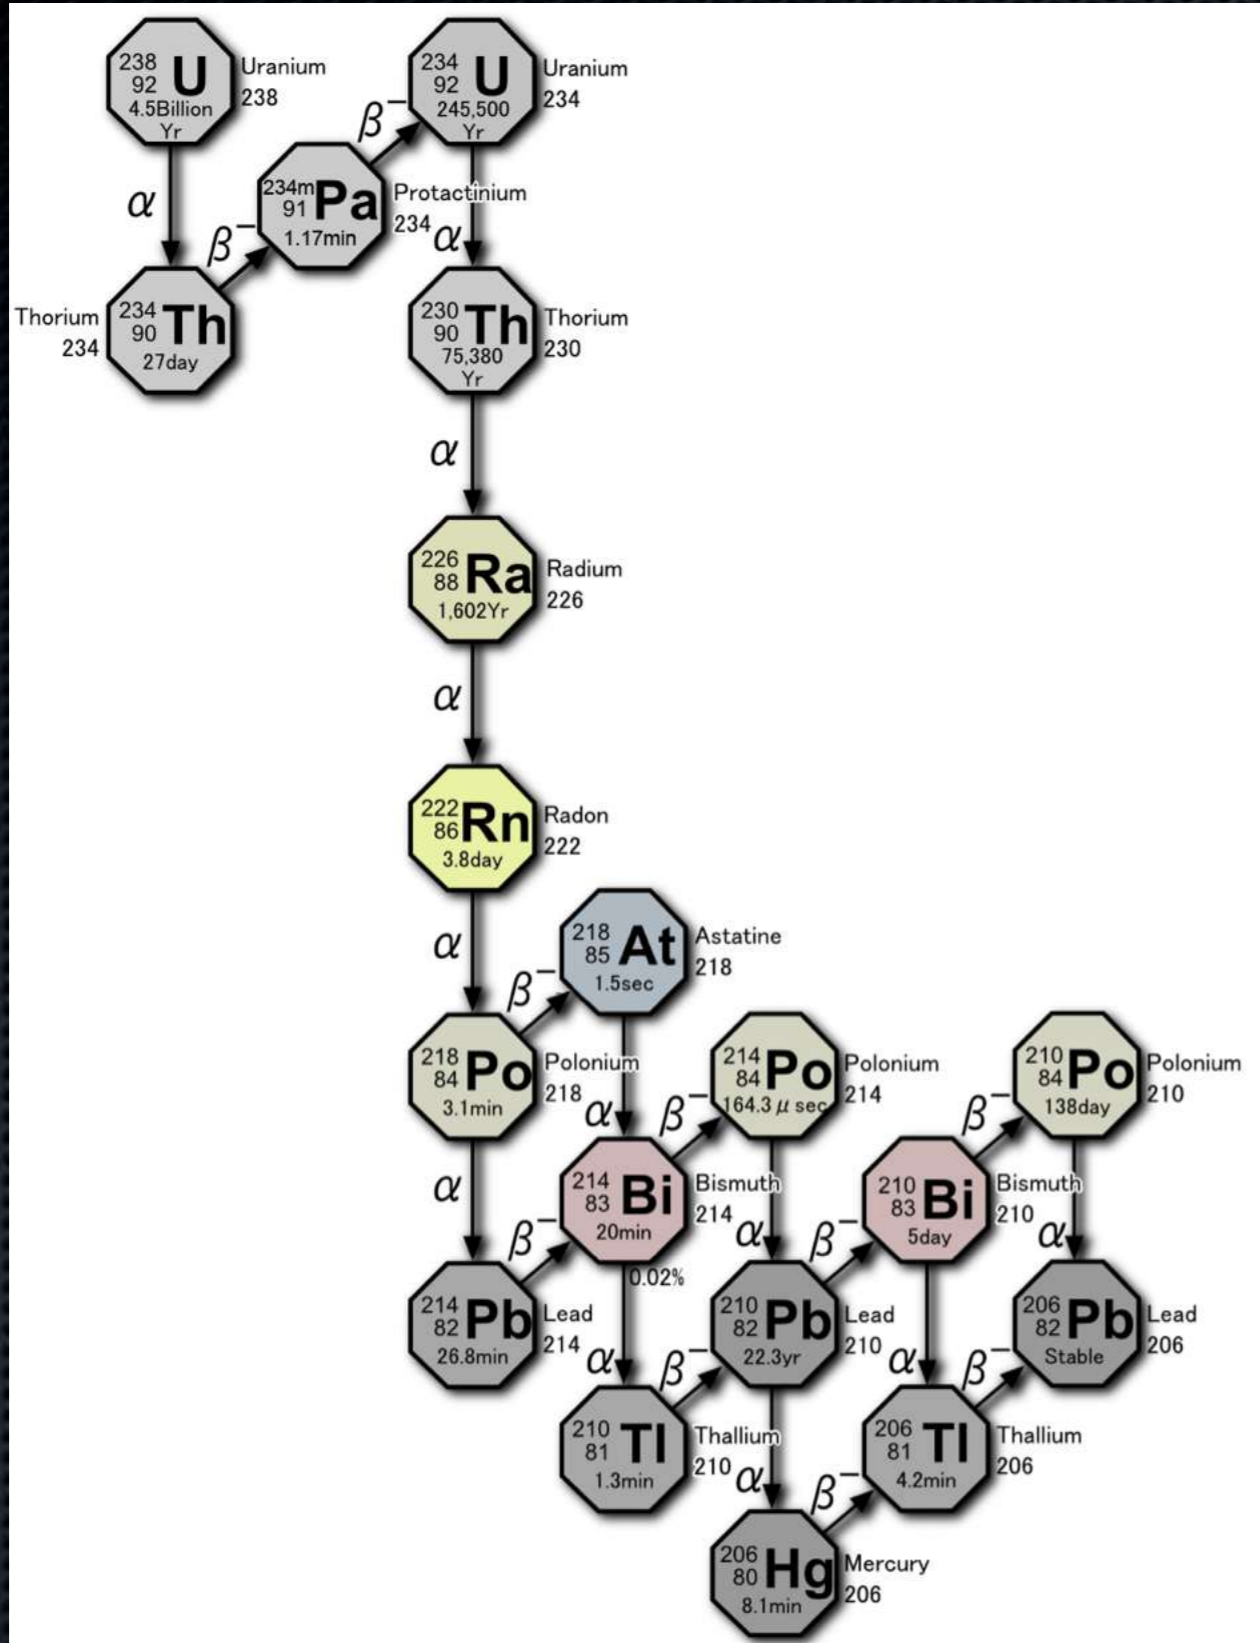 238
92 U
4.5Billion
Yr
Uranium
238
234
92 U
245,500
Yr
Uranium
234
β−
234m
91 Pa
1.17min
Protactinium
234
α
β−
α
234
90 Th
27day
Thorium
234
230
90 Th
75,380
Yr
Thorium
230
α
226
88 Ra
1,602Yr
Radium
226
α
222
86 Rn
3.8day
Radon
222
α
218
85 At
1.5sec
Astatine
218
β−
218
84 Po
3.1min
Polonium
218
214
84 Po
164.3 μ sec
Polonium
214
210
84 Po
138day
Polonium
210
α
β−
β−
α
214
83 Bi
20min
Bismuth
214
210
83 Bi
5day
Bismuth
210
β−
α
β−
α
0.02%
214
82 Pb
26.8min
Lead
214
210
82 Pb
22.3yr
Lead
210
206
82 Pb
Stable
Lead
206
α
β−
α
β−
210
81 Tl
1.3min
Thallium
210
206
81 Tl
4.2min
Thallium
206
α
β−
206
80 Hg
8.1min
Mercury
206